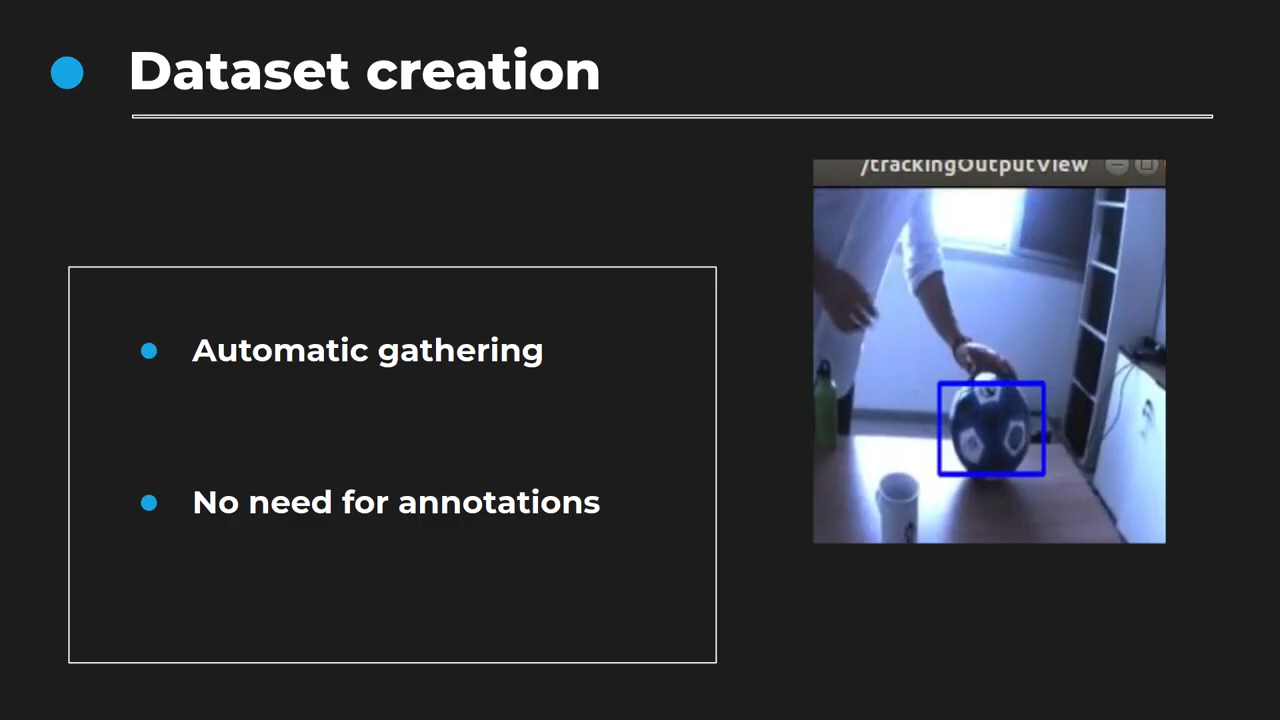 Dataset creation
/trackingOutputView
Automatic gathering
No need for annotations